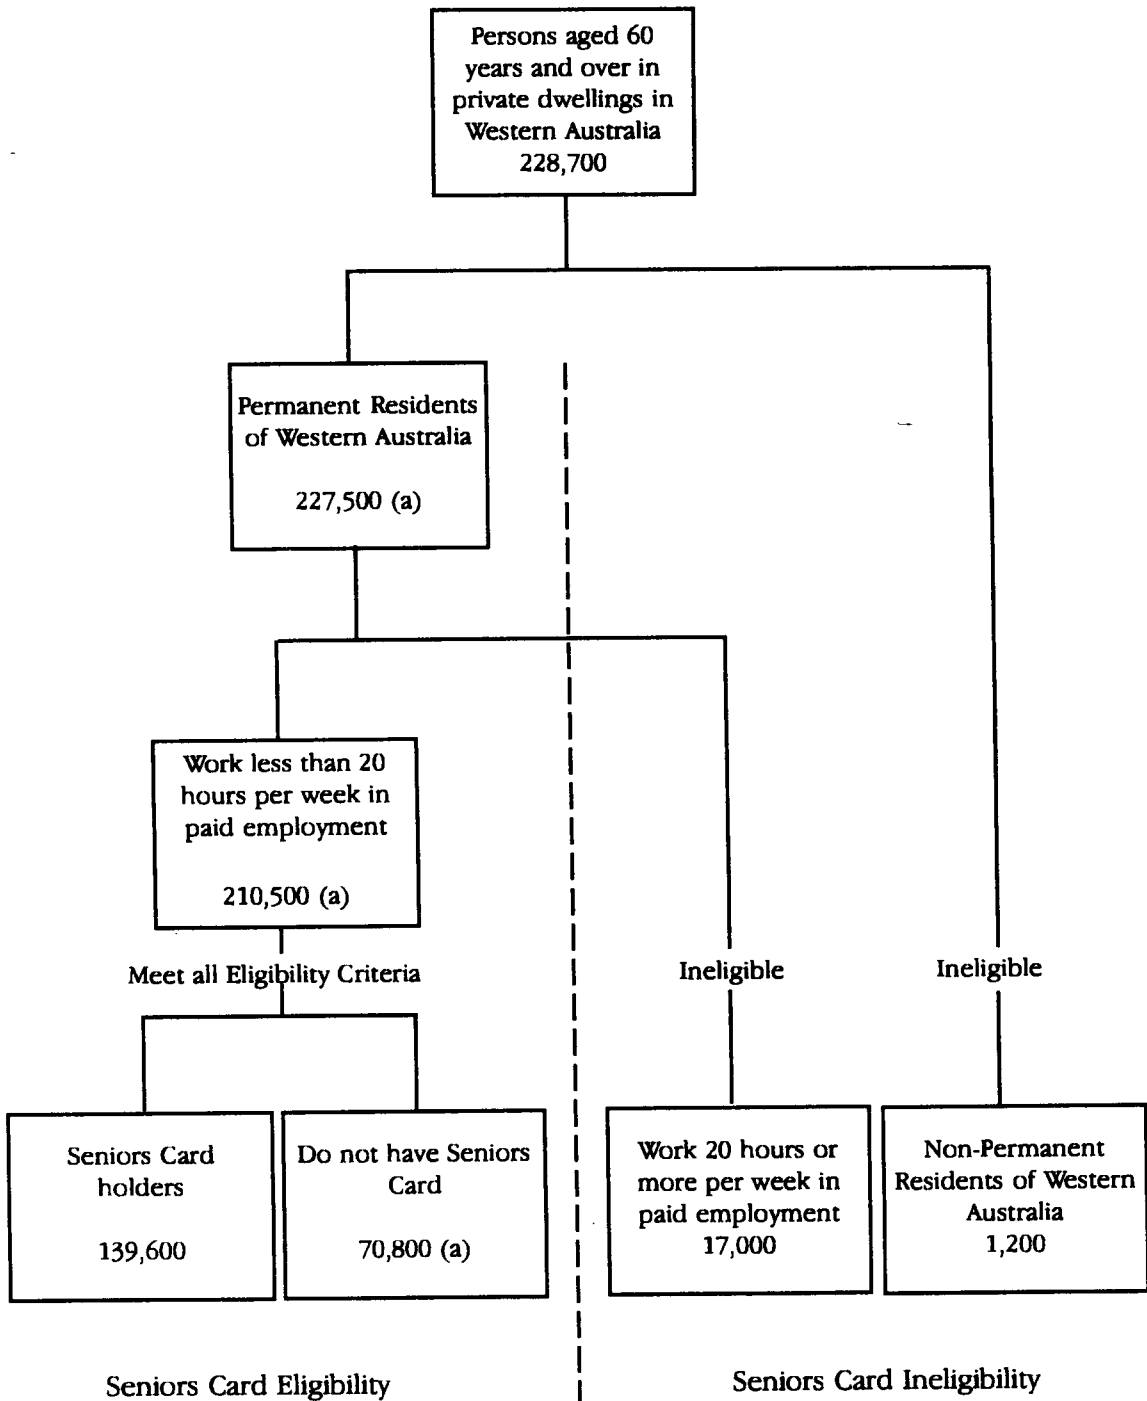 Persons aged 60
years and over in
private dwellings in
Western Australia
228,700
Permanent Residents
of Western Australia
227,500 (a)
Work less than 20
hours per week in
paid employment
210,500 (a)
Meet all Eligibility Criteria
Ineligible
Ineligible
Seniors Card
holders
139,600
Do not have Seniors
Card
70,800 (a)
Work 20 hours or
more per week in
paid employment
17,000
Non-Permanent
Residents of Western
Australia
1,200
Seniors Card Eligibility
Seniors Card Ineligibility